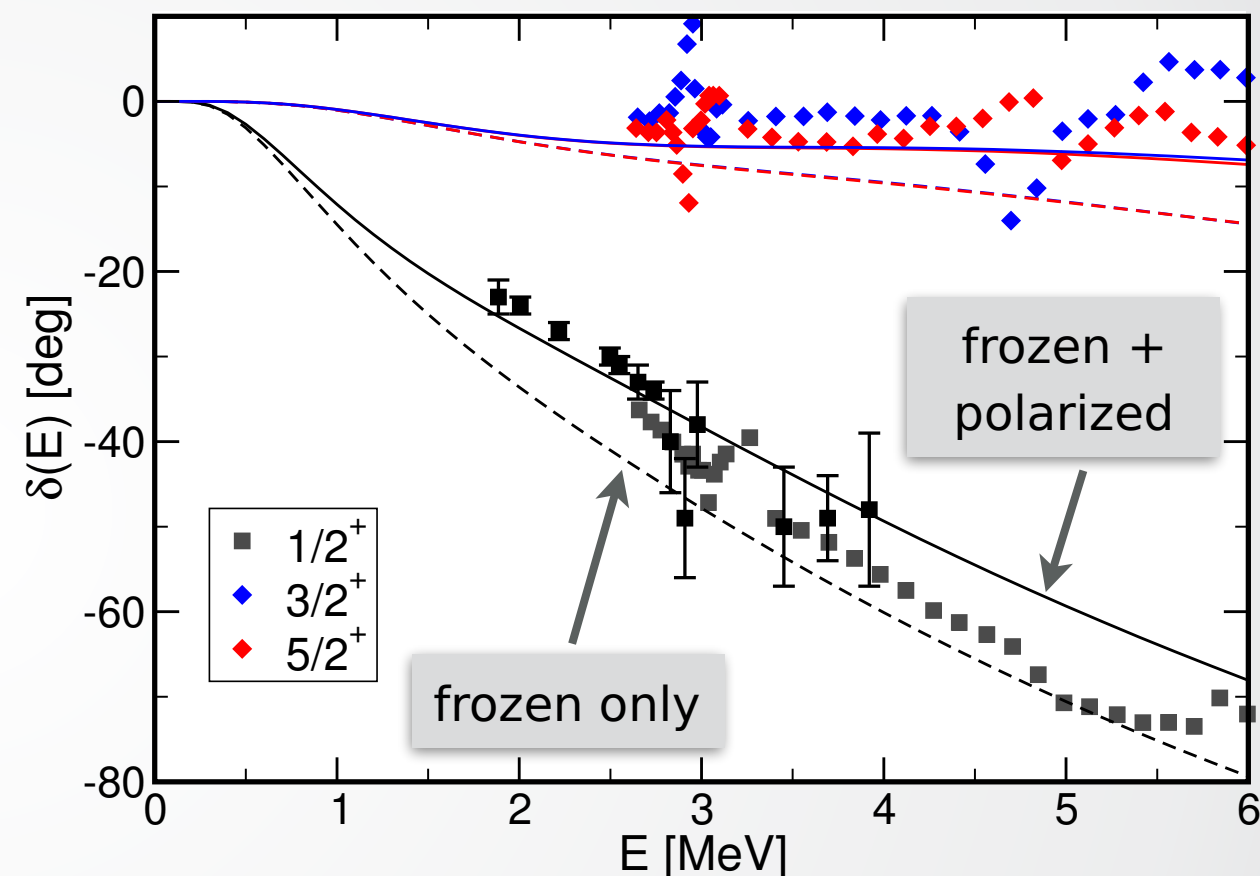 0
-20
-40
-60
-80
δ(E) [deg]
frozen +
polarized
1/2+
3/2+
5/2+
frozen only
0 1 2 3 4 5 6
E [MeV]